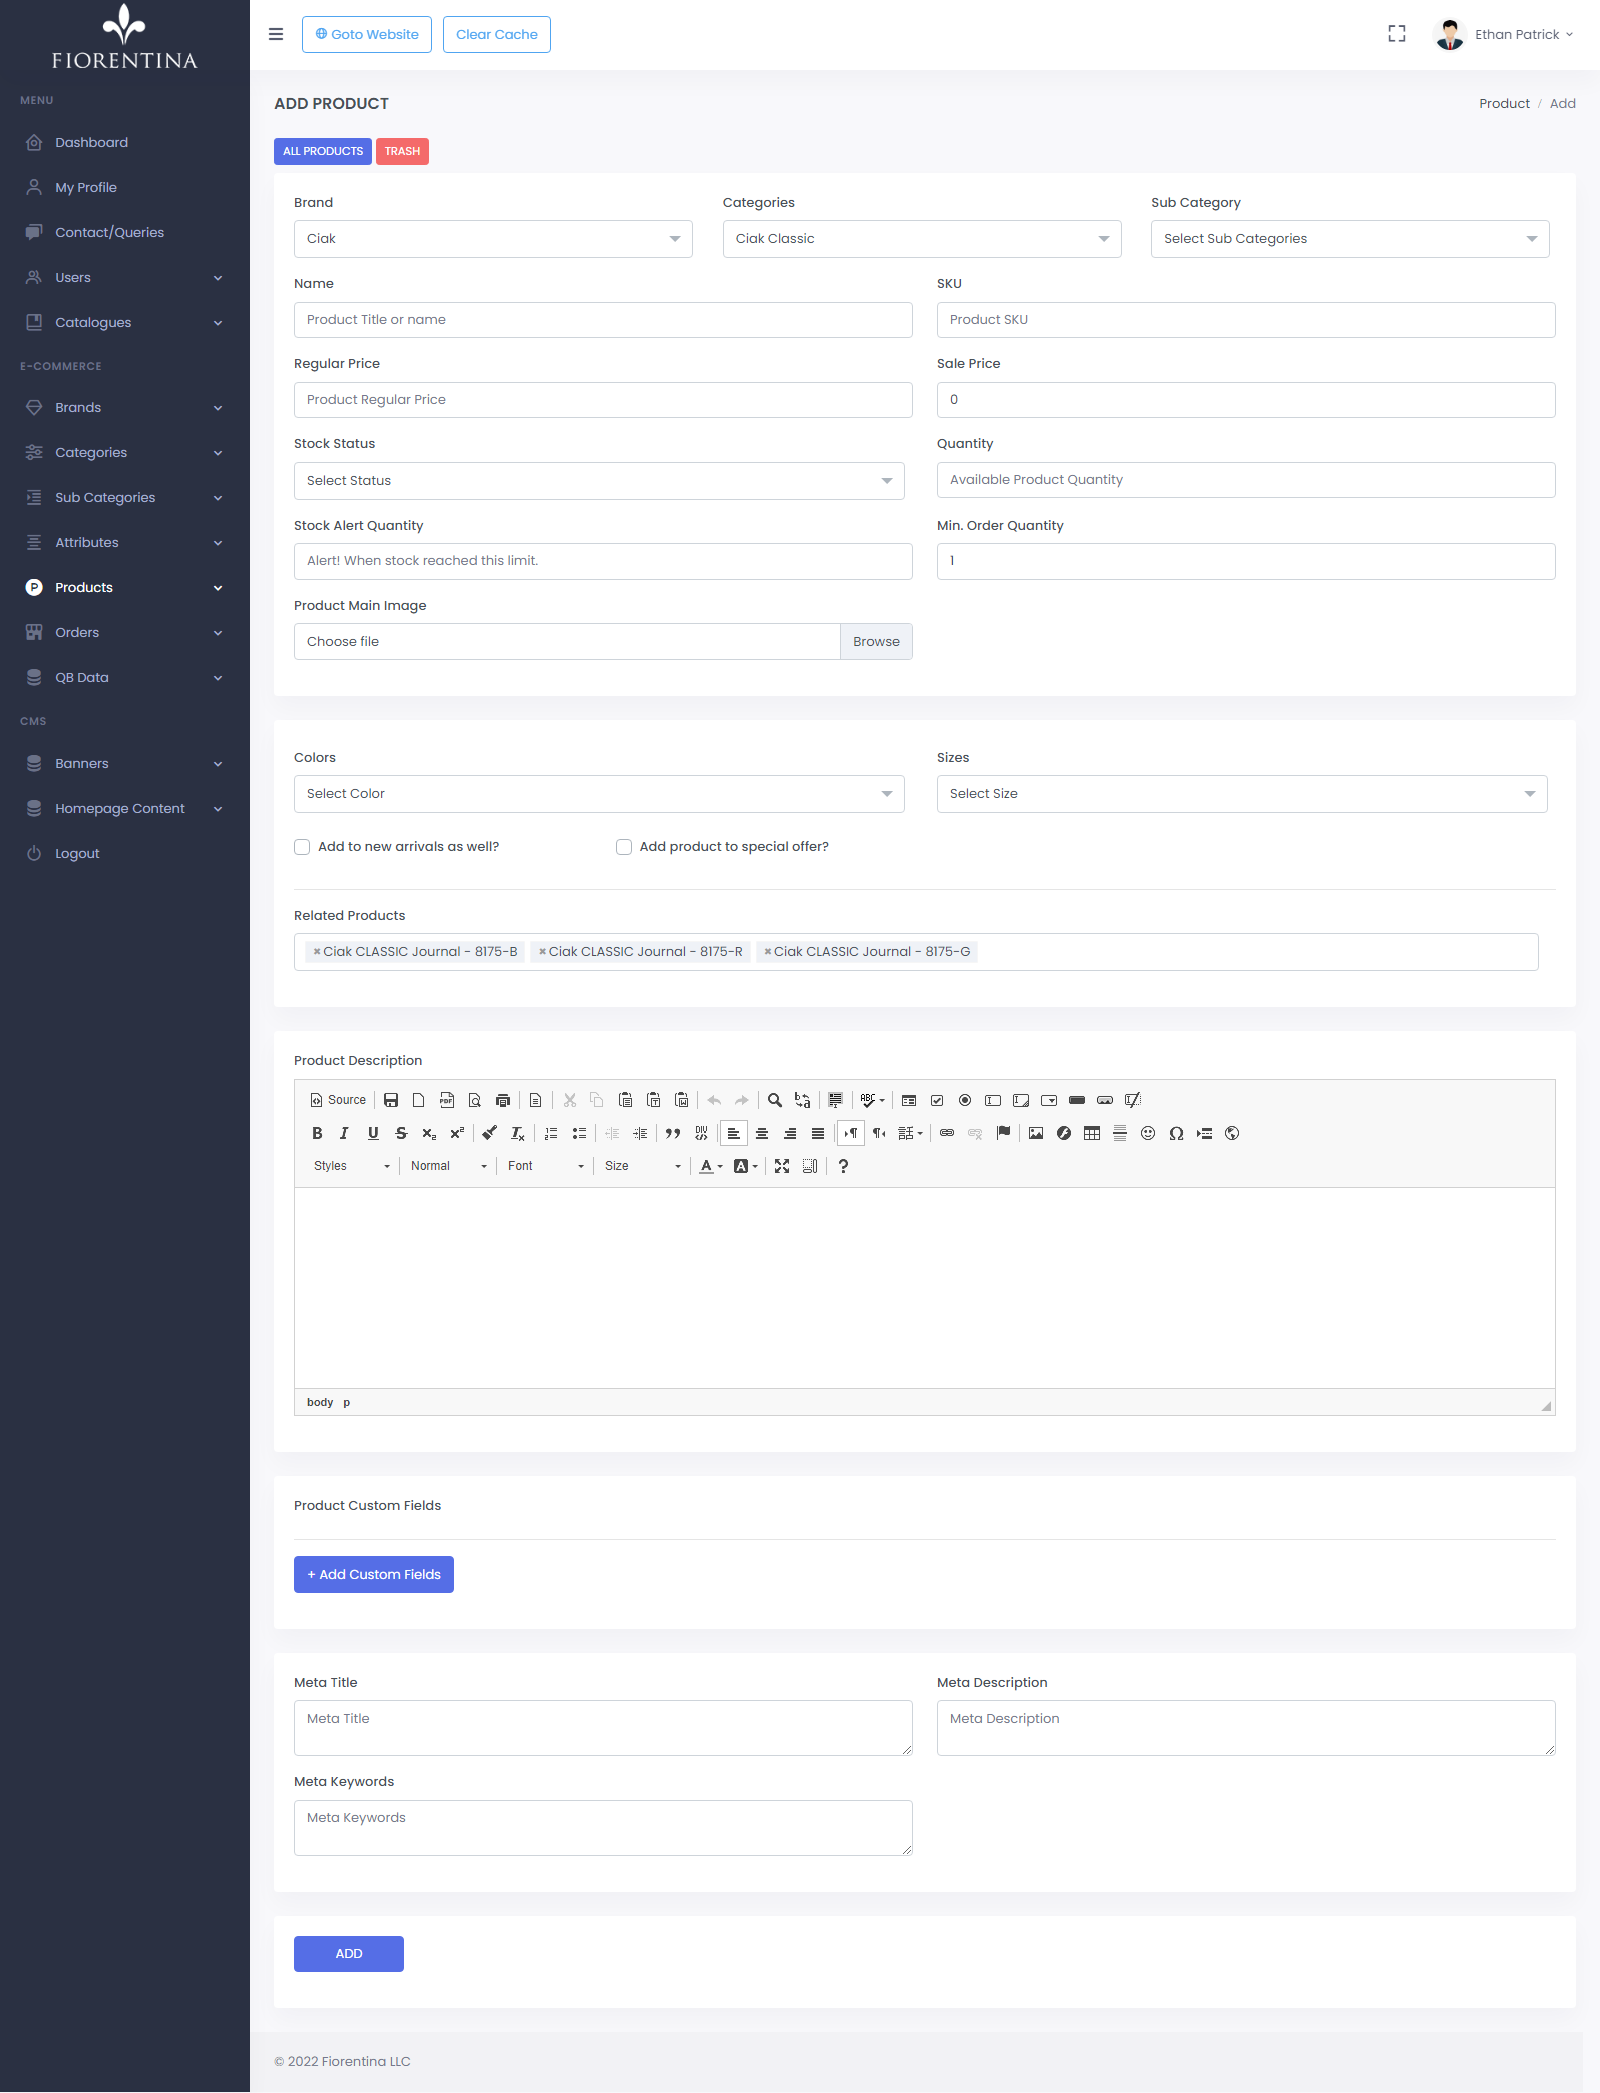 FIORENTINA
MENU
Dashboard
My Profile
Contact/Queries
Users
Catalogues
E-COMMERCE
Brands
Categories
Sub Categories
Attributes
Products
Orders
QB Data
CMS
Banners
Homepage Content
Logout
Goto Website Clear Cache Ethan Patrick
ADD PRODUCT Product / Add
ALL PRODUCTS TRASH
Brand Categories Sub Category
Ciak Ciak Classic Select Sub Categories
Name SKU
Product Title or name Product SKU
Regular Price Sale Price
Product Regular Price 0
Stock Status Quantity
Select Status Available Product Quantity
Stock Alert Quantity Min. Order Quantity
Alert! When stock reached this limit. 1
Product Main Image
Choose file Browse
Colors Sizes
Select Color Select Size
Add to new arrivals as well? Add product to special offer?
Related Products
×Ciak CLASSIC Journal - 8175-B ×Ciak CLASSIC Journal - 8175-R ×Ciak CLASSIC Journal - 8175-G
Product Description
Source
Styles Normal Font Size
body p
Product Custom Fields
+ Add Custom Fields
Meta Title Meta Description
Meta Title Meta Description
Meta Keywords
Meta Keywords
ADD
© 2022 Fiorentina LLC